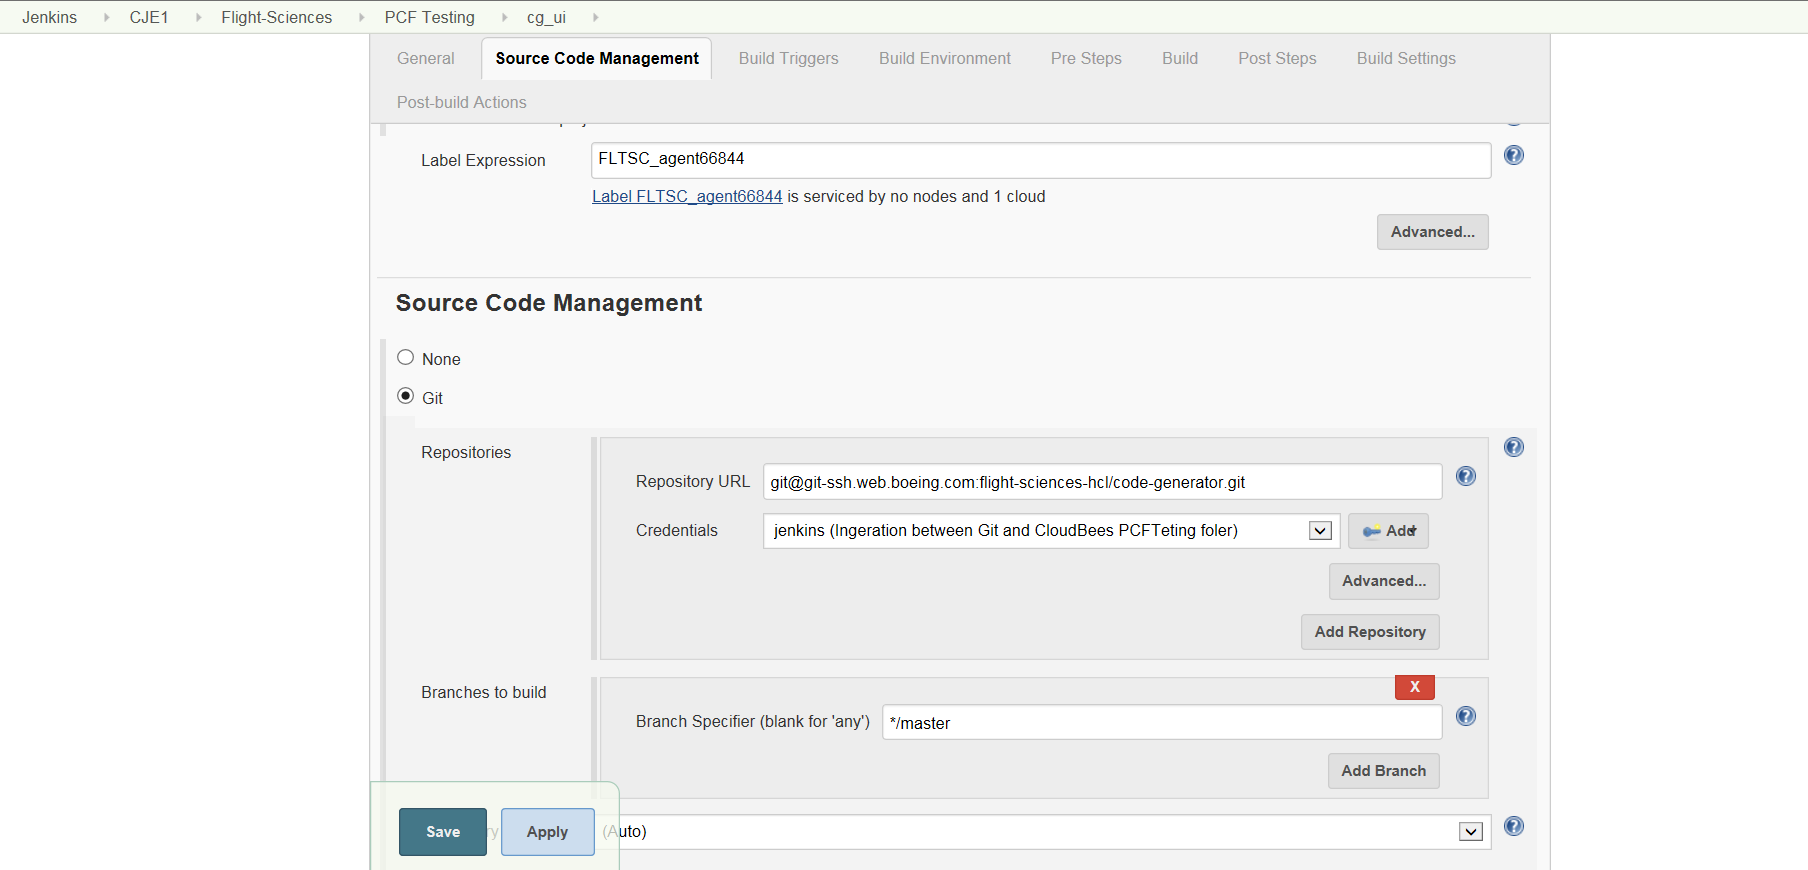 Jenkins CJE1 Flight-Sciences PCF Testing cg_ui
General Source Code Management Build Triggers Build Environment Pre Steps Build Post Steps Build Settings
Post-build Actions
Label Expression FLTSC_agent66844
Label FLTSC_agent66844 is serviced by no nodes and 1 cloud
Advanced...
Source Code Management
None
Git
Repositories
Repository URL git@git-ssh.web.boeing.com:flight-sciences-hcl/code-generator.git
Credentials jenkins (Ingeration between Git and CloudBees PCFTeting foler) Add
Advanced...
Add Repository
Branches to build
X
Branch Specifier (blank for 'any') */master
Add Branch
Save Apply (Auto)